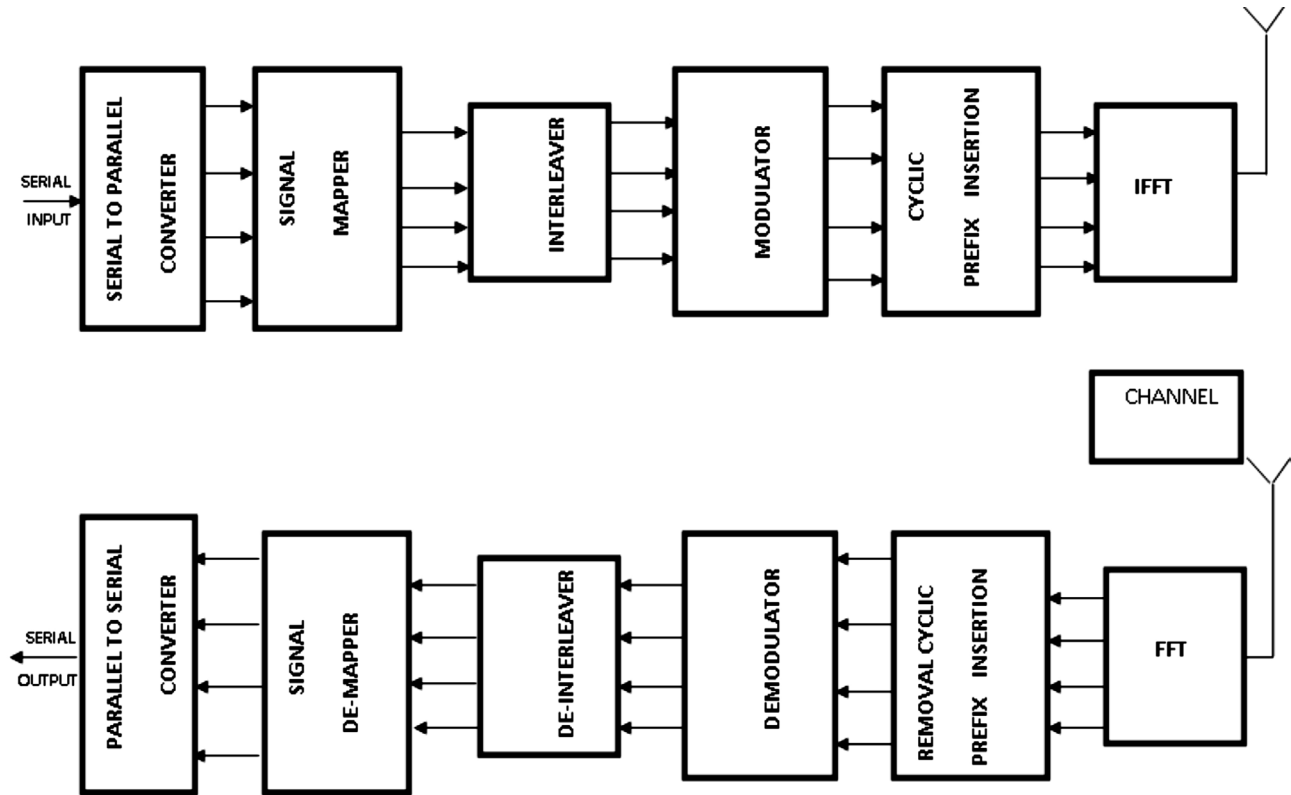 SERIAL
INPUT
SERIAL TO PARALLEL
CONVERTER
SIGNAL
MAPPER
INTERLEAVER
MODULATOR
CYCLIC
PREFIX INSERTION
IFFT
CHANNEL
SERIAL
OUTPUT
PARALLEL TO SERIAL
CONVERTER
SIGNAL
DE-MAPPER
DE-INTERLEAVER
DEMODULATOR
REMOVAL CYCLIC
PREFIX INSERTION
FFT